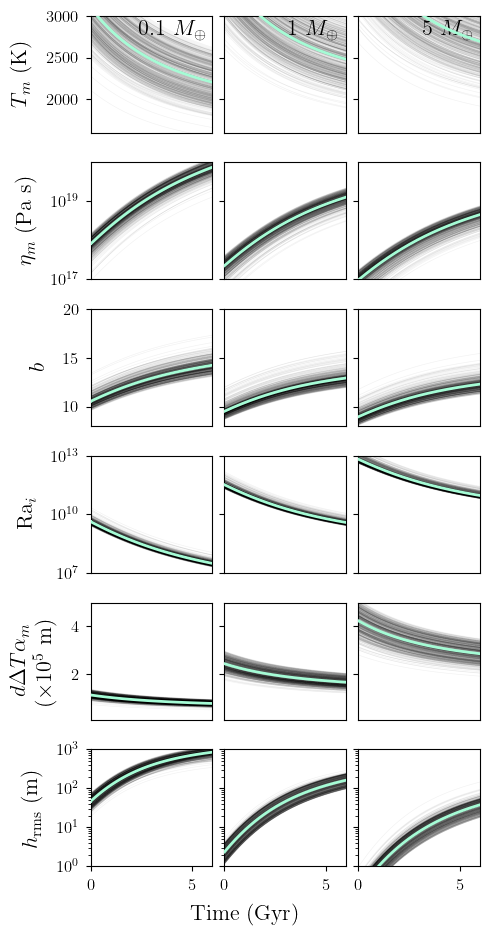 0.1 M⊕ 1 M⊕ 5 M⊕
3000
2000
T_m (K)
10^19
10^17
η_m (Pa s)
20
15
10
b
10^13
10^10
10^7
Ra_i
4
2
dΔTα_m
(×10^5 m)
10^3
10^2
10^1
10^0
h_rms (m)
0 5 0 5 0 5
Time (Gyr)